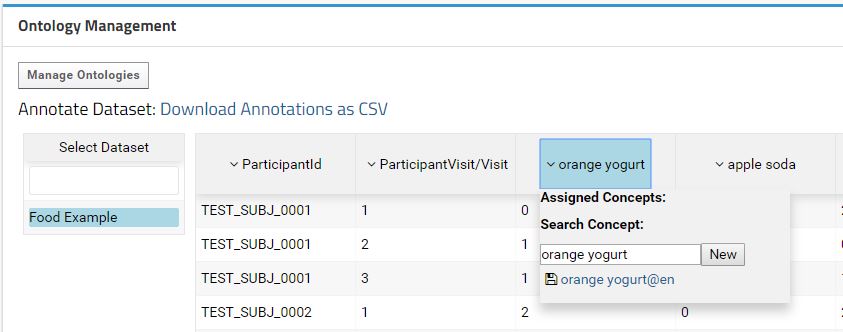 Ontology Management
Manage Ontologies
Annotate Dataset: Download Annotations as CSV
Select Dataset
Food Example
ParticipantId ParticipantVisit/Visit orange yogurt apple soda
TEST_SUBJ_0001 1 0
TEST_SUBJ_0001 2 1
TEST_SUBJ_0001 3 1
TEST_SUBJ_0002 1 2 0
Assigned Concepts:
Search Concept:
orange yogurt New
orange yogurt@en